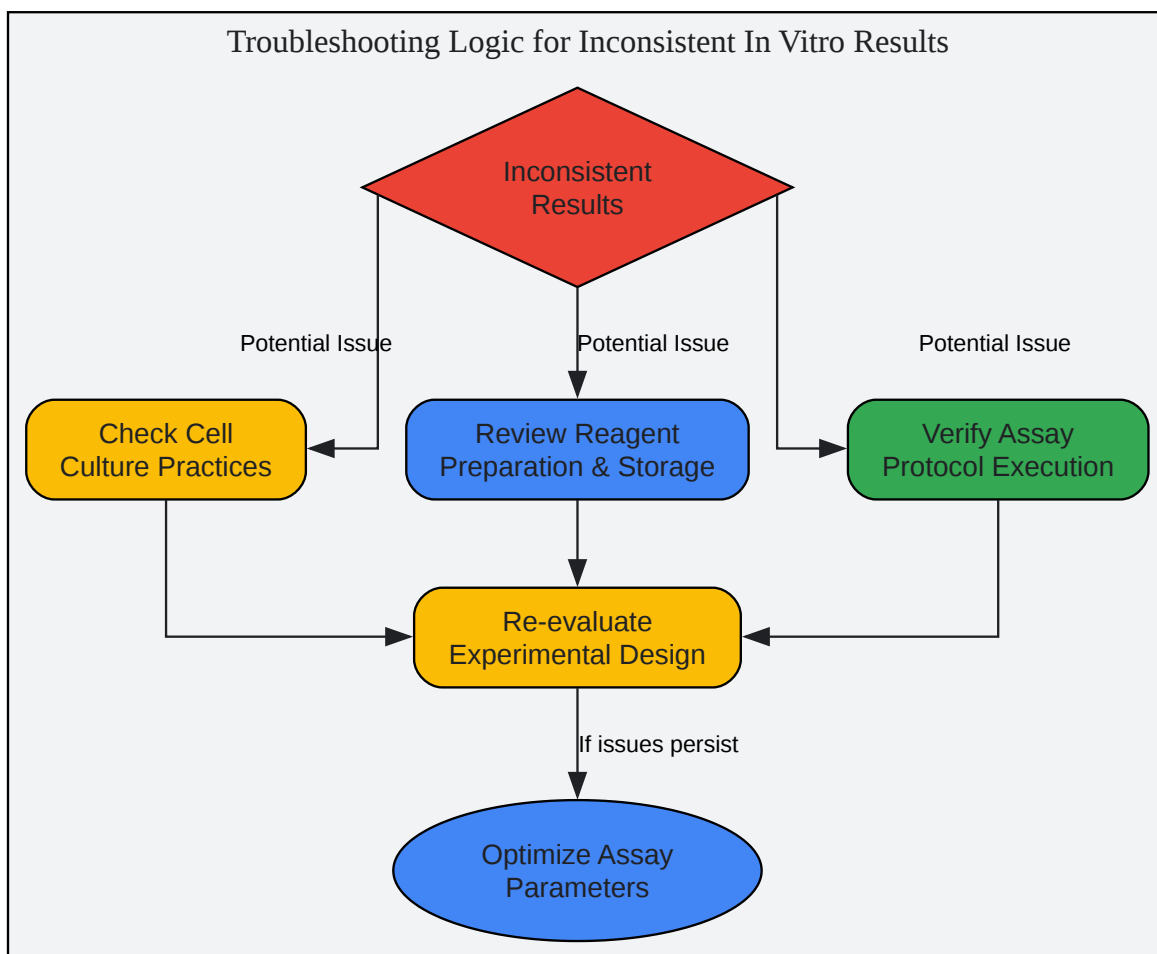 Troubleshooting Logic for Inconsistent In Vitro Results
Inconsistent
Results
Potential Issue
Potential Issue
Potential Issue
Check Cell
Culture Practices
Review Reagent
Preparation & Storage
Verify Assay
Protocol Execution
Re-evaluate
Experimental Design
If issues persist
Optimize Assay
Parameters